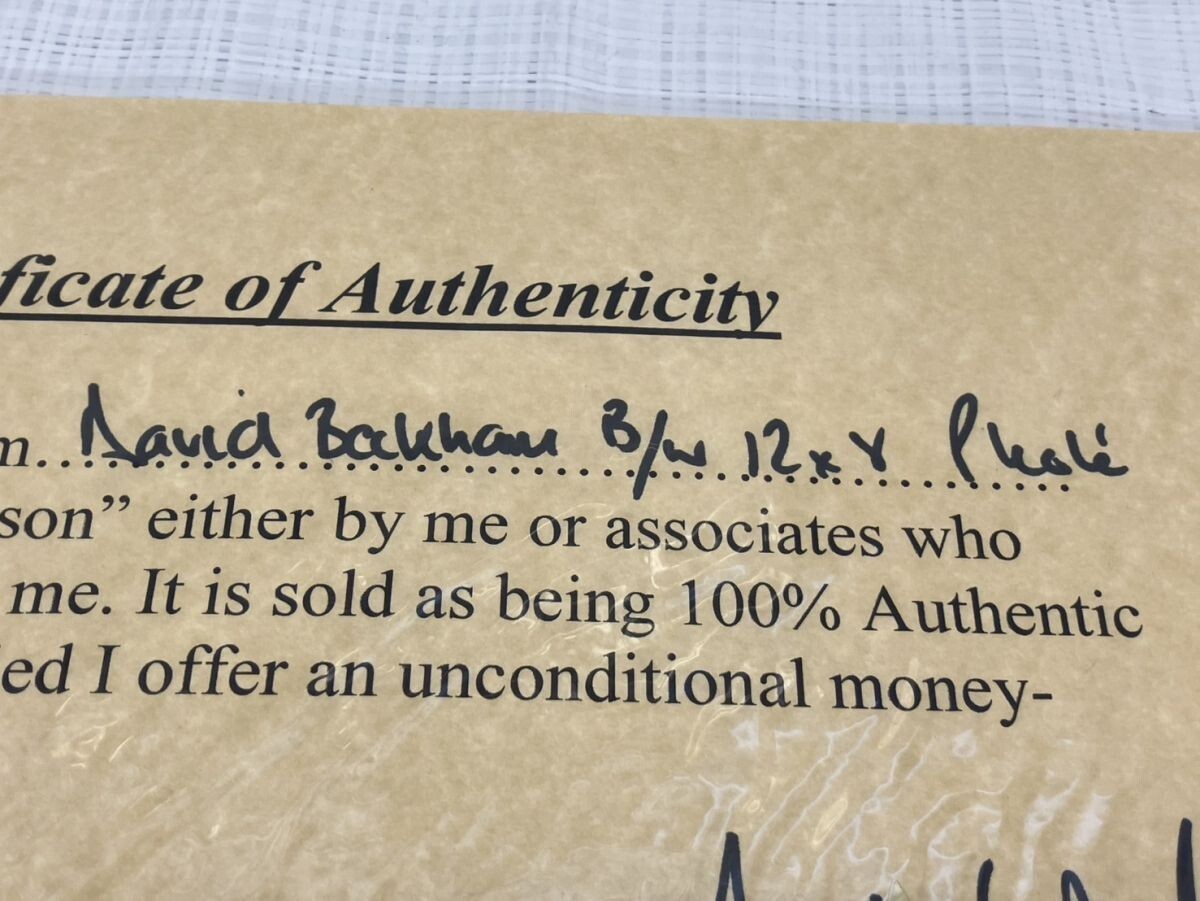 ficate of Authenticity
m...David Beckham B/w 12x8 Photo
son” either by me or associates who
me. It is sold as being 100% Authentic
ed I offer an unconditional money-